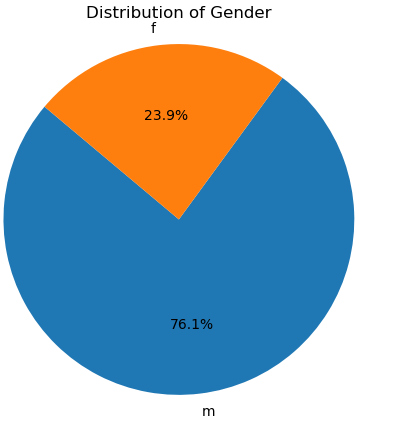 Distribution of Gender
f
23.9%
76.1%
m